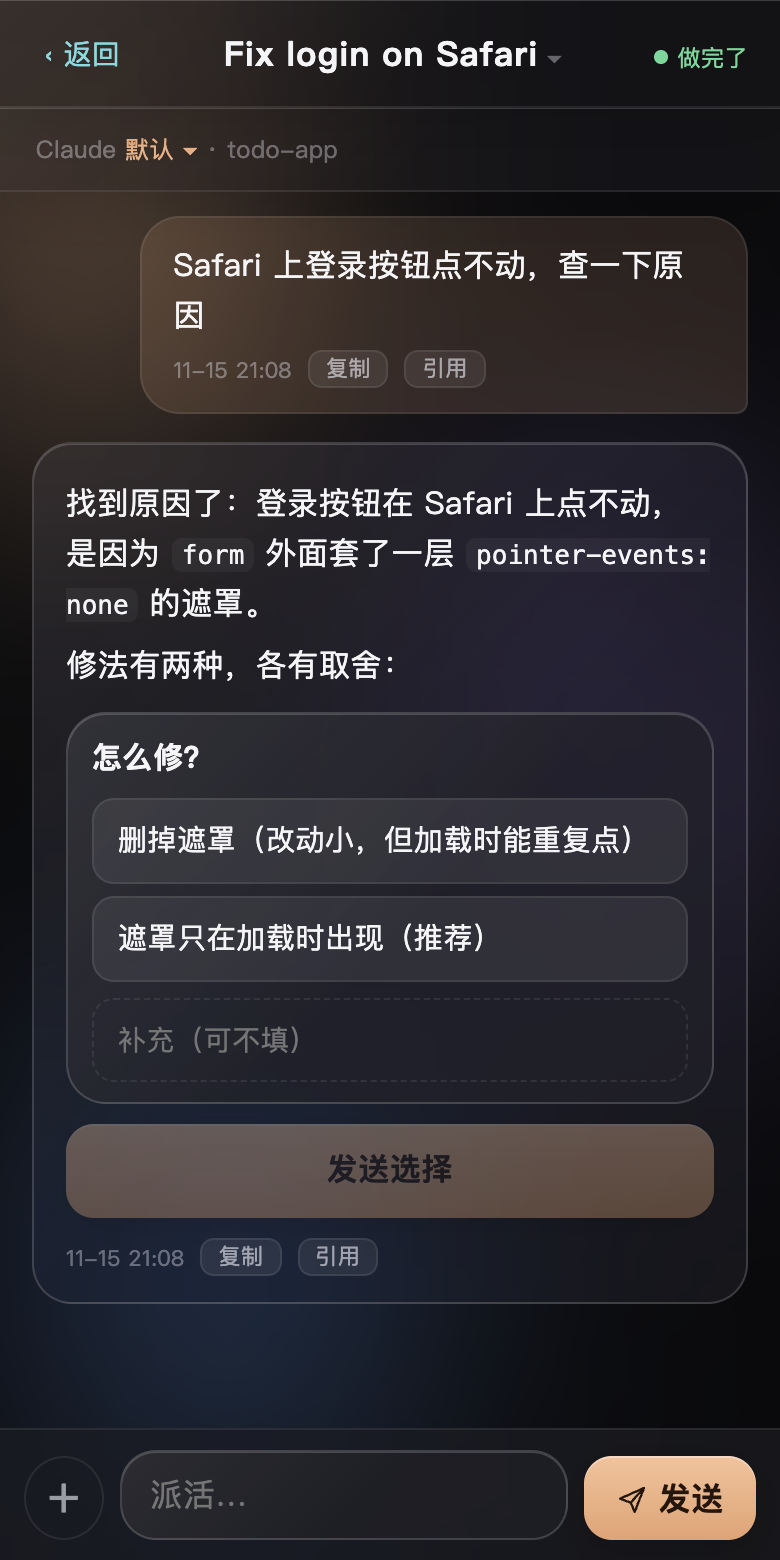 ‹ 返回
Fix login on Safari
做完了
Claude 默认 · todo-app
Safari 上登录按钮点不动，查一下原
因
11-15 21:08 复制 引用
找到原因了：登录按钮在 Safari 上点不动，
是因为 form 外面套了一层 pointer-events:
none 的遮罩。
修法有两种，各有取舍：
怎么修?
删掉遮罩（改动小，但加载时能重复点）
遮罩只在加载时出现（推荐）
补充（可不填）
发送选择
11-15 21:08 复制 引用
派活...
发送